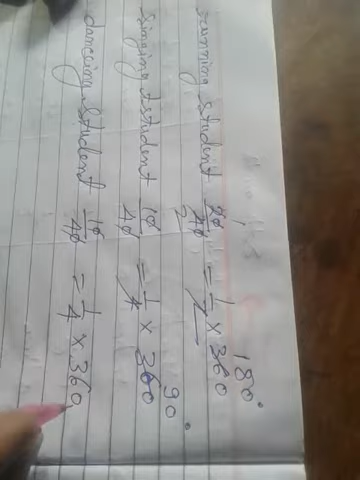 running student 20/40 = 1/2 × 360 180°
singing student 10/40 = 1/4 × 360 90°
dancing student 10/40 = 1/4 × 360